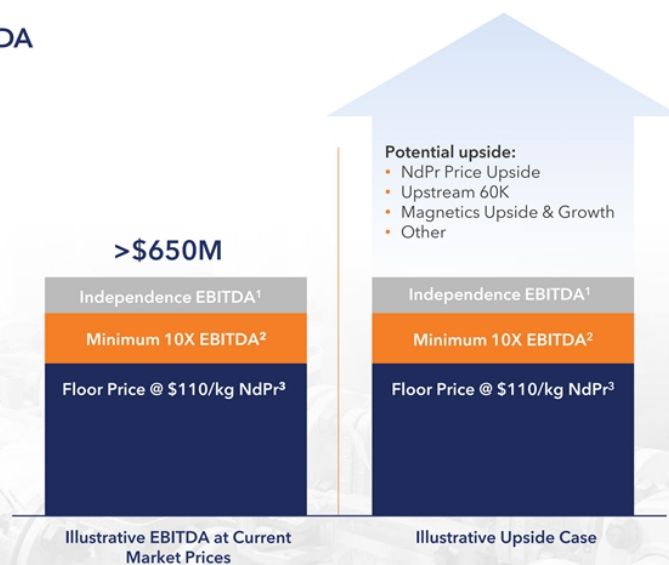 DA
>$650M
Independence EBITDA¹
Minimum 10X EBITDA²
Floor Price @ $110/kg NdPr³
Illustrative EBITDA at Current
Market Prices
Potential upside:
• NdPr Price Upside
• Upstream 60K
• Magnetics Upside & Growth
• Other
Independence EBITDA¹
Minimum 10X EBITDA²
Floor Price @ $110/kg NdPr³
Illustrative Upside Case